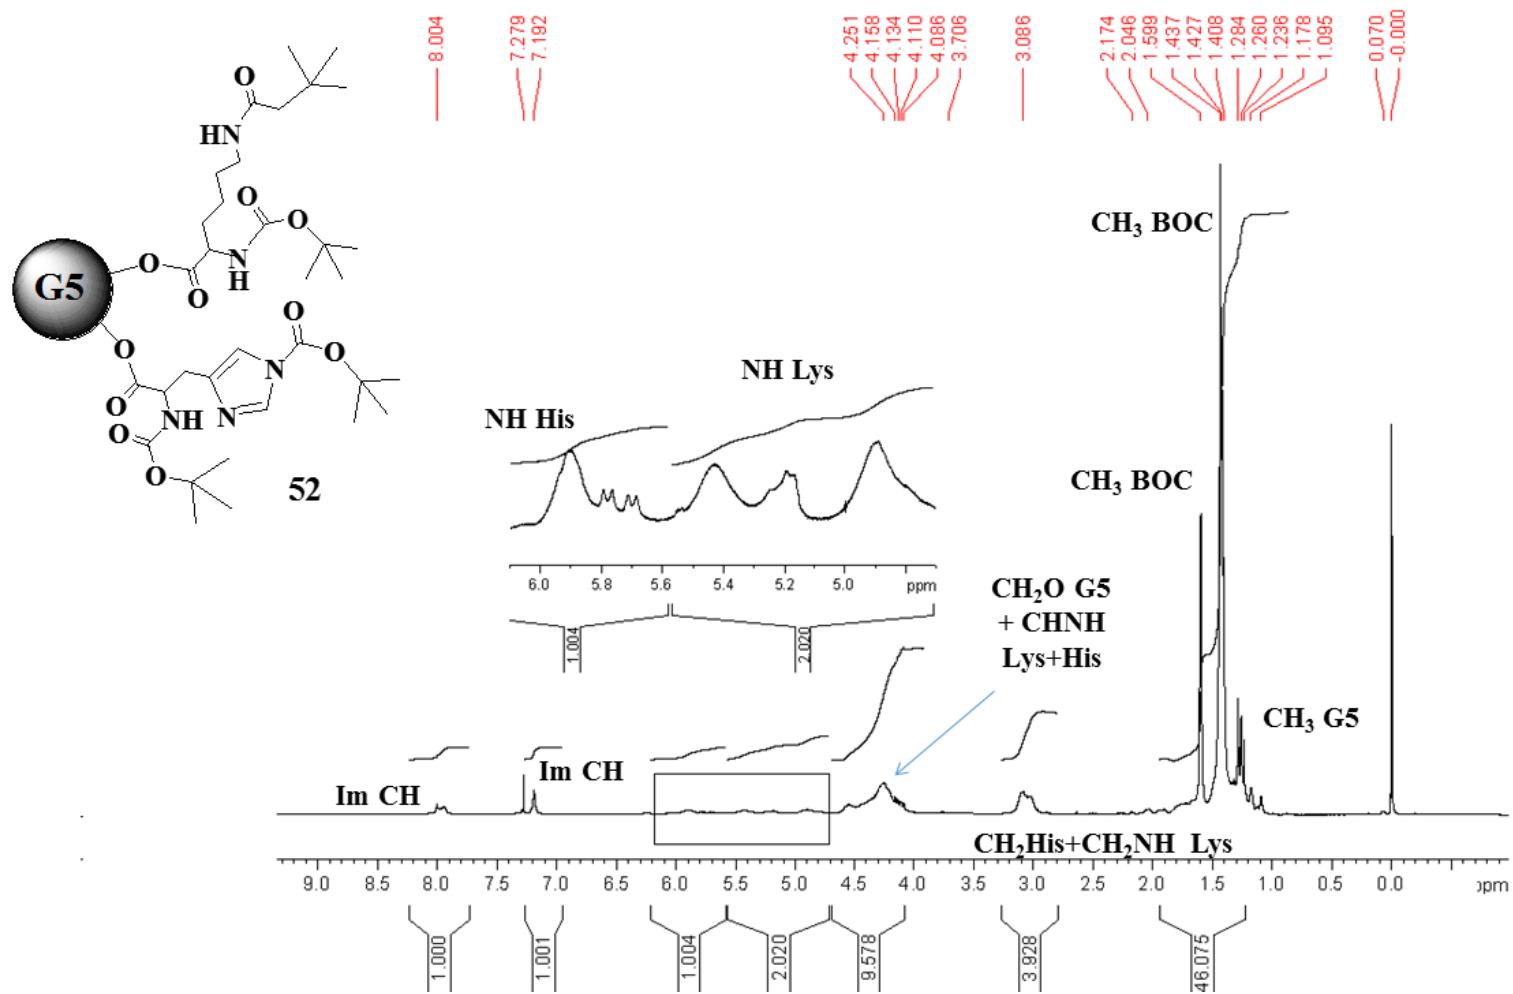 8.004
7.279
7.192
4.251
4.158
4.134
4.110
4.086
3.706
3.086
2.174
2.046
1.599
1.437
1.427
1.408
1.284
1.260
1.236
1.178
1.095
0.070
-0.000
O
HN
O
O
O
N
H
O
G5
O
O
O
N
O
N
O
NH
O
O
52
CH3 BOC
NH Lys
NH His
CH3 BOC
6.0 5.8 5.6 5.4 5.2 5.0 ppm
1.004
2.020
CH2O G5
+ CHNH
Lys+His
CH3 G5
Im CH
Im CH
CH2His+CH2NH Lys
9.0 8.5 8.0 7.5 7.0 6.5 6.0 5.5 5.0 4.5 4.0 3.5 3.0 2.5 2.0 1.5 1.0 0.5 0.0 ppm
1.000
1.001
1.004
2.020
9.578
3.928
46.075